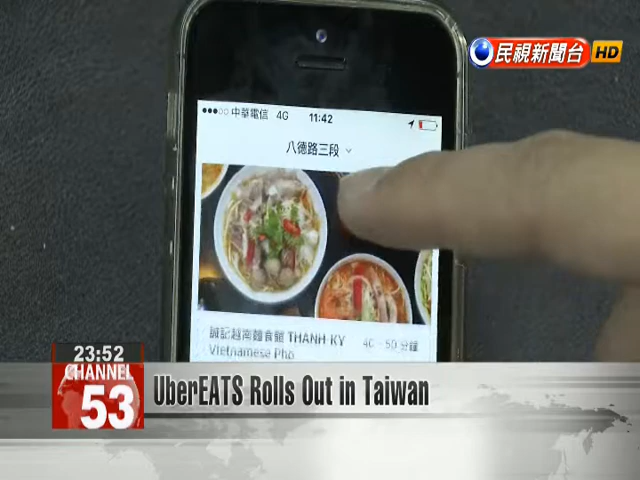 民視新聞台 HD
中華電信 4G 11:42
八德路三段
誠記越南麵食館 THANH-KY
Vietnamese Pho
40 - 50 分鐘
23:52
CHANNEL
53
UberEATS Rolls Out in Taiwan